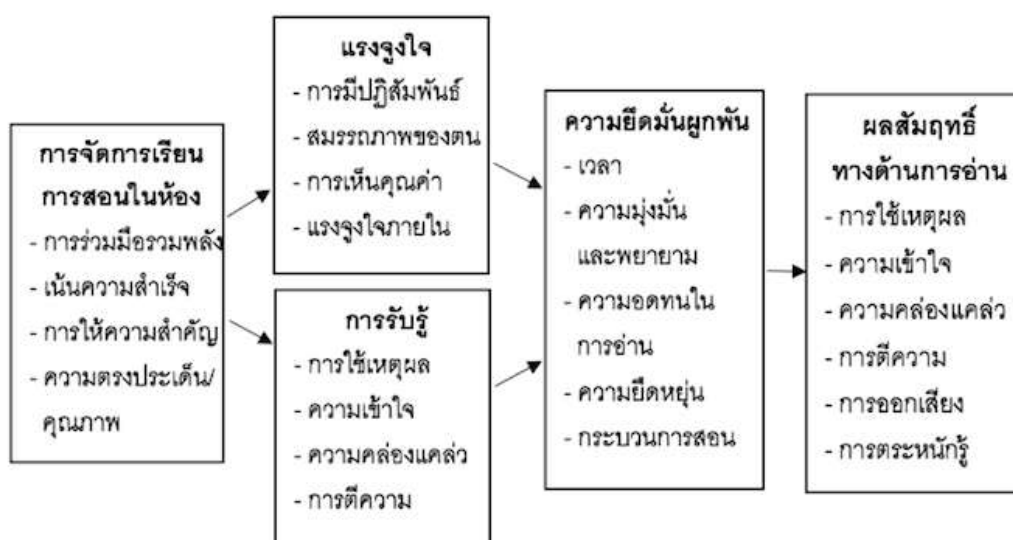 การจัดการเรียน
การสอนในห้อง
- การร่วมมือรวมพลัง
- เน้นความสำเร็จ
- การให้ความสำคัญ
- ความตรงประเด็น/
คุณภาพ
แรงจูงใจ
- การมีปฏิสัมพันธ์
- สมรรถภาพของตน
- การเห็นคุณค่า
- แรงจูงใจภายใน
การรับรู้
- การใช้เหตุผล
- ความเข้าใจ
- ความคล่องแคล่ว
- การตีความ
ความยึดมั่นผูกพัน
- เวลา
- ความมุ่งมั่น
และพยายาม
- ความอดทนใน
การอ่าน
- ความยืดหยุ่น
- กระบวนการสอน
ผลสัมฤทธิ์
ทางด้านการอ่าน
- การใช้เหตุผล
- ความเข้าใจ
- ความคล่องแคล่ว
- การตีความ
- การออกเสียง
- การตระหนักรู้